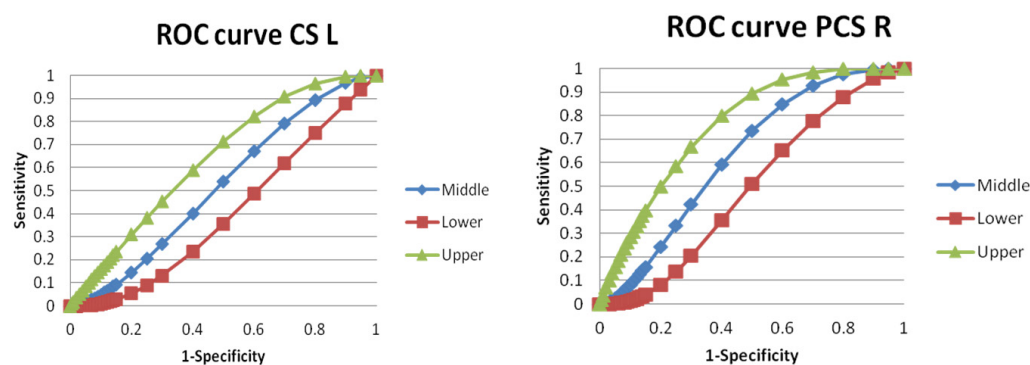 ROC curve CS L
1
0.9
0.8
0.7
0.6
0.5
0.4
0.3
0.2
0.1
0
Sensitivity
0 0.2 0.4 0.6 0.8 1
1-Specificity
Middle
Lower
Upper
ROC curve PCS R
1
0.9
0.8
0.7
0.6
0.5
0.4
0.3
0.2
0.1
0
Sensitivity
0 0.2 0.4 0.6 0.8 1
1-Specificity
Middle
Lower
Upper